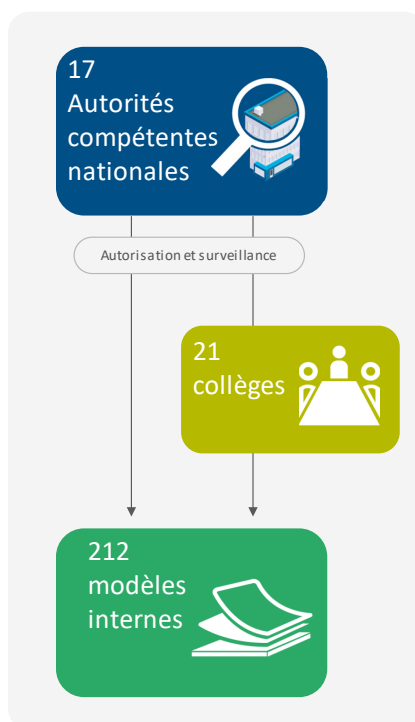 17
Autorités
compétentes
nationales
Autorisation et surveillance
21
collèges
212
modèles
internes